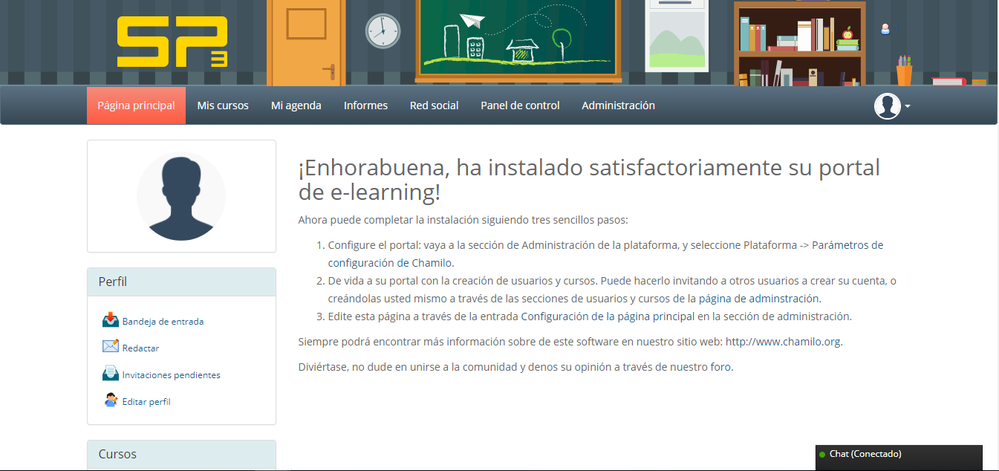 SP3
Página principal
Mis cursos
Mi agenda
Informes
Red social
Panel de control
Administración
¡Enhorabuena, ha instalado satisfactoriamente su portal
de e-learning!
Ahora puede completar la instalación siguiendo tres sencillos pasos:
1. Configure el portal: vaya a la sección de Administración de la plataforma, y seleccione Plataforma -> Parámetros de
configuración de Chamilo.
2. De vida a su portal con la creación de usuarios y cursos. Puede hacerlo invitando a otros usuarios a crear su cuenta, o
creándolas usted mismo a través de las secciones de usuarios y cursos de la página de adminstración.
3. Edite esta página a través de la entrada Configuración de la página principal en la sección de administración.
Siempre podrá encontrar más información sobre de este software en nuestro sitio web: http://www.chamilo.org.
Diviértase, no dude en unirse a la comunidad y denos su opinión a través de nuestro foro.
Perfil
Bandeja de entrada
Redactar
Invitaciones pendientes
Editar perfil
Cursos
Chat (Conectado)